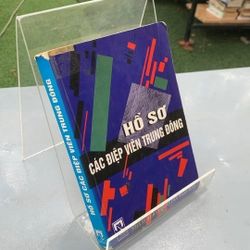 HỒ SƠ
CÁC ĐIỆP VIÊN TRUNG ĐÔNG
HỒ SƠ CÁC ĐIỆP VIÊN TRUNG ĐÔNG